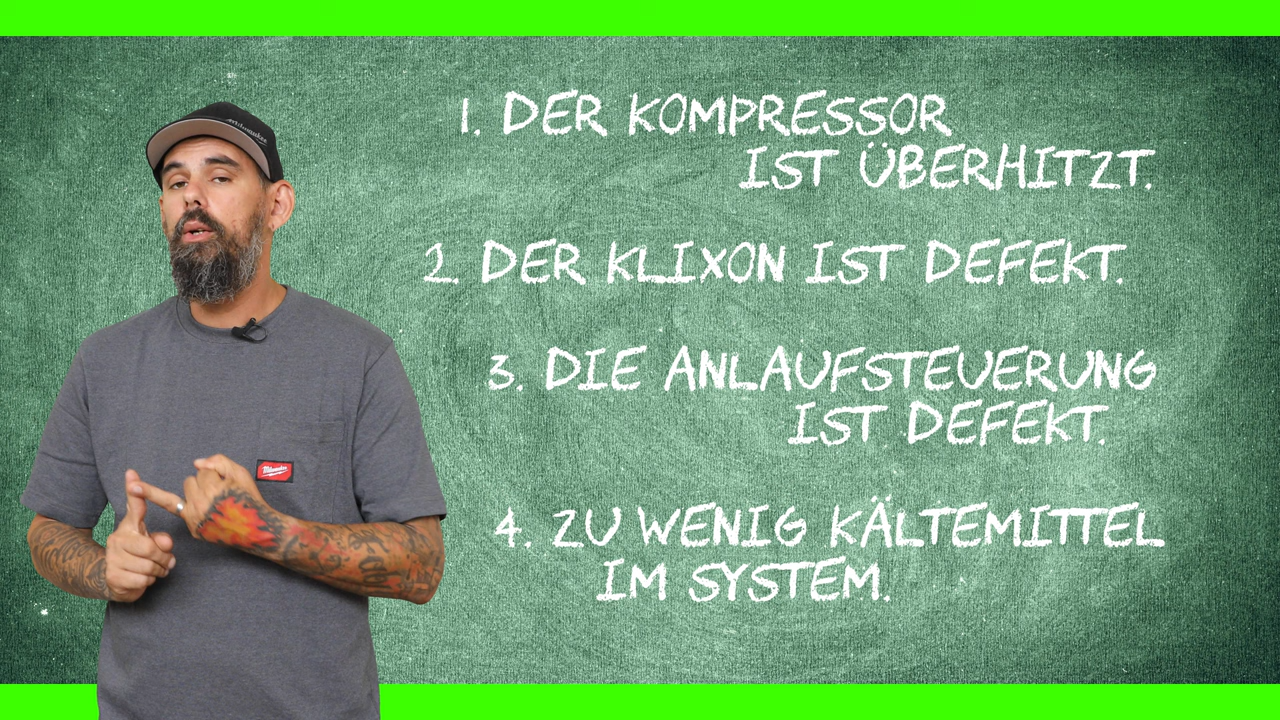 1. DER KOMPRESSOR
IST ÜBERHITZT.
2. DER KLIXON IST DEFEKT.
3. DIE ANLAUFSTEUERUNG
IST DEFEKT.
4. ZU WENIG KÄLTEMITTEL
IM SYSTEM.
Milwaukee